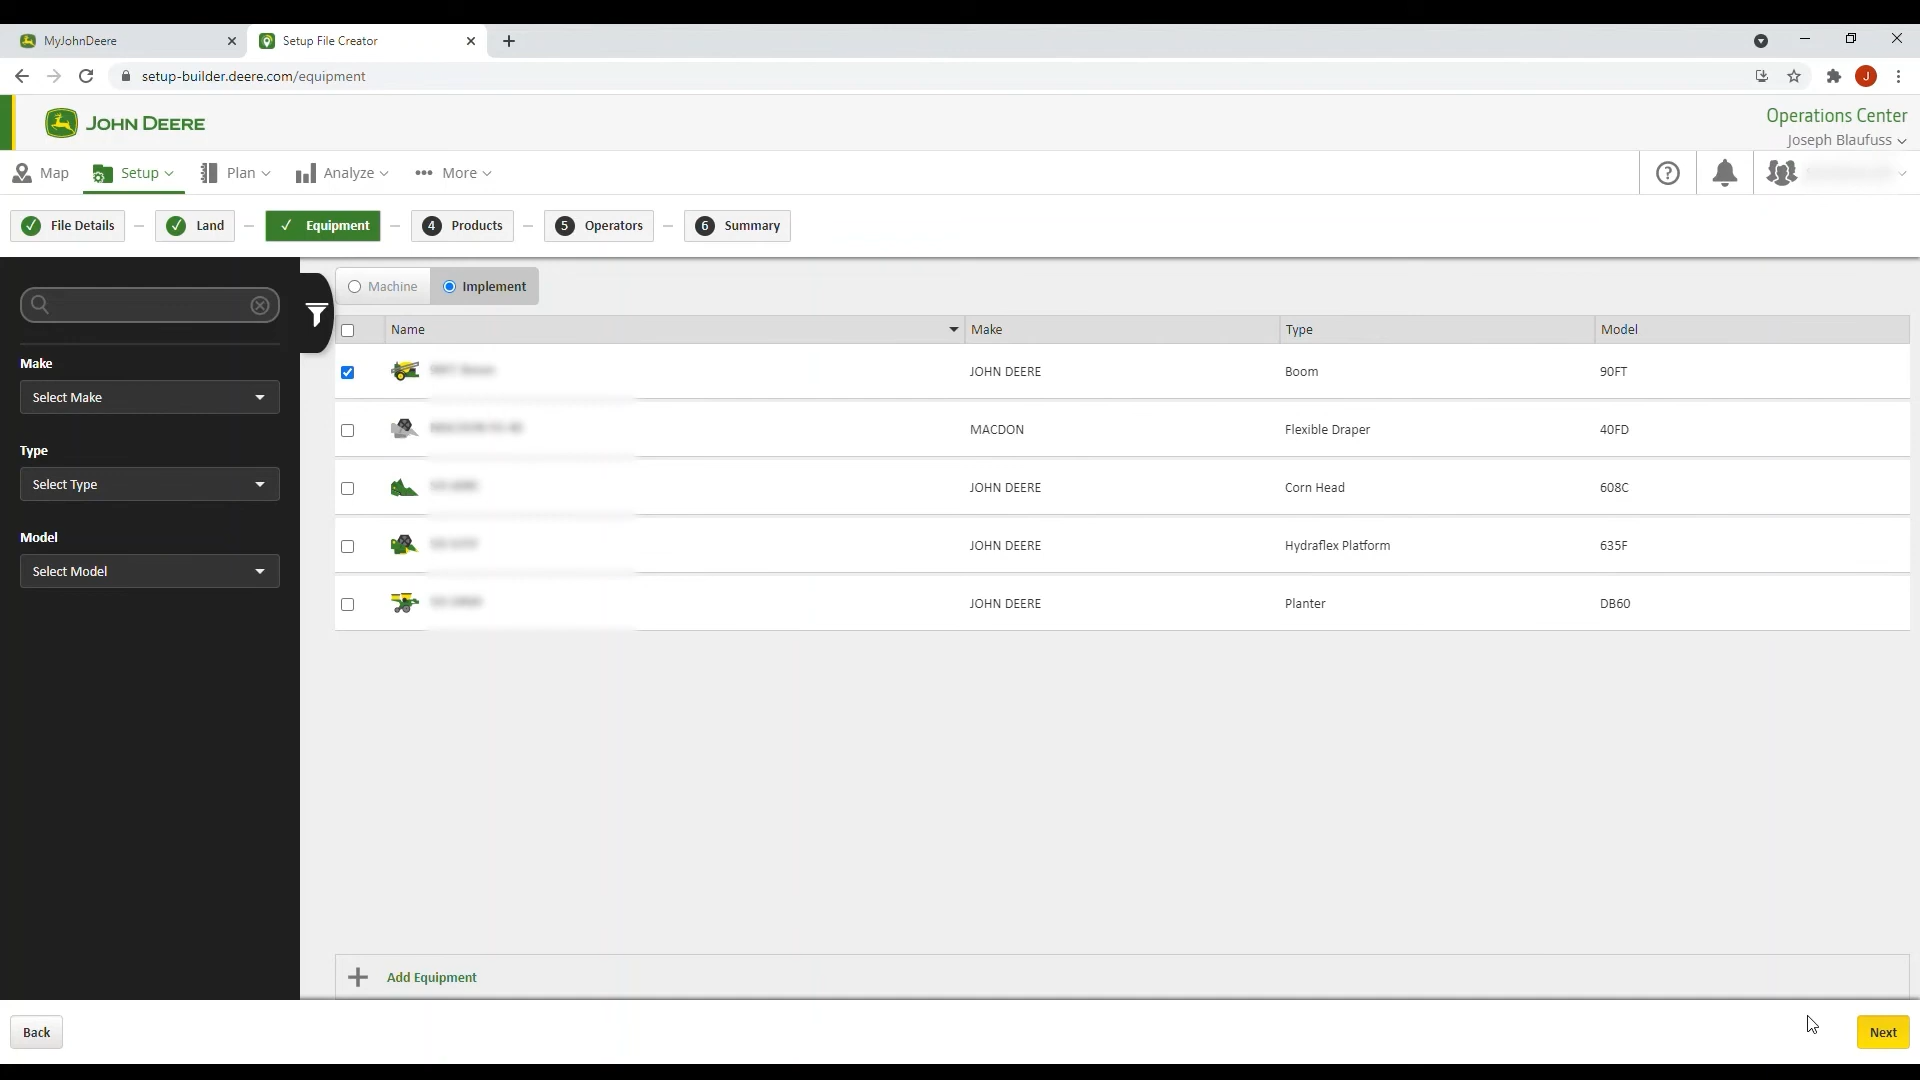 MyJohnDeere
Setup File Creator
setup-builder.deere.com/equipment
J
JOHN DEERE
Operations Center
Joseph Blaufuss
Map
Setup
Plan
Analyze
More
File Details
Land
Equipment
4 Products
5 Operators
6 Summary
Machine
Implement
Make
Select Make
Type
Select Type
Model
Select Model
Name Make Type Model
JOHN DEERE Boom 90FT
MACDON Flexible Draper 40FD
JOHN DEERE Corn Head 608C
JOHN DEERE Hydraflex Platform 635F
JOHN DEERE Planter DB60
Add Equipment
Back
Next